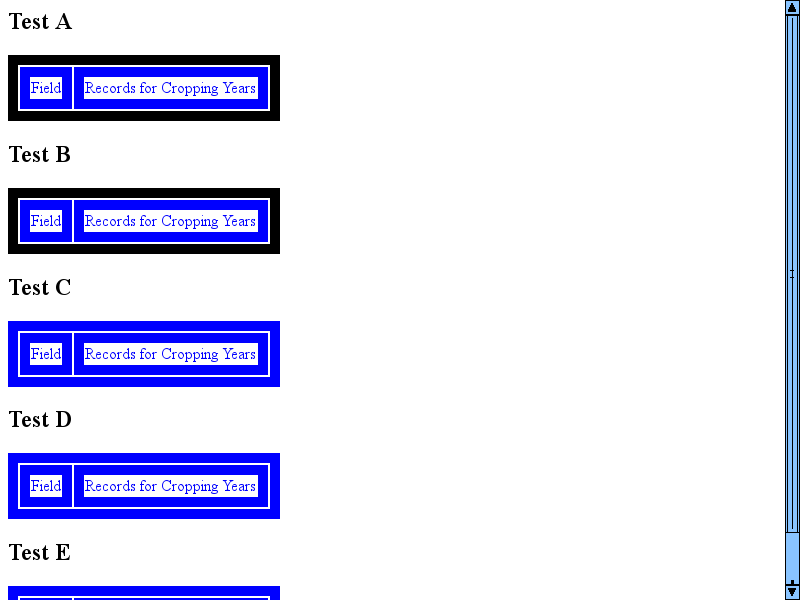 Test A
Field Records for Cropping Years
Test B
Field Records for Cropping Years
Test C
Field Records for Cropping Years
Test D
Field Records for Cropping Years
Test E